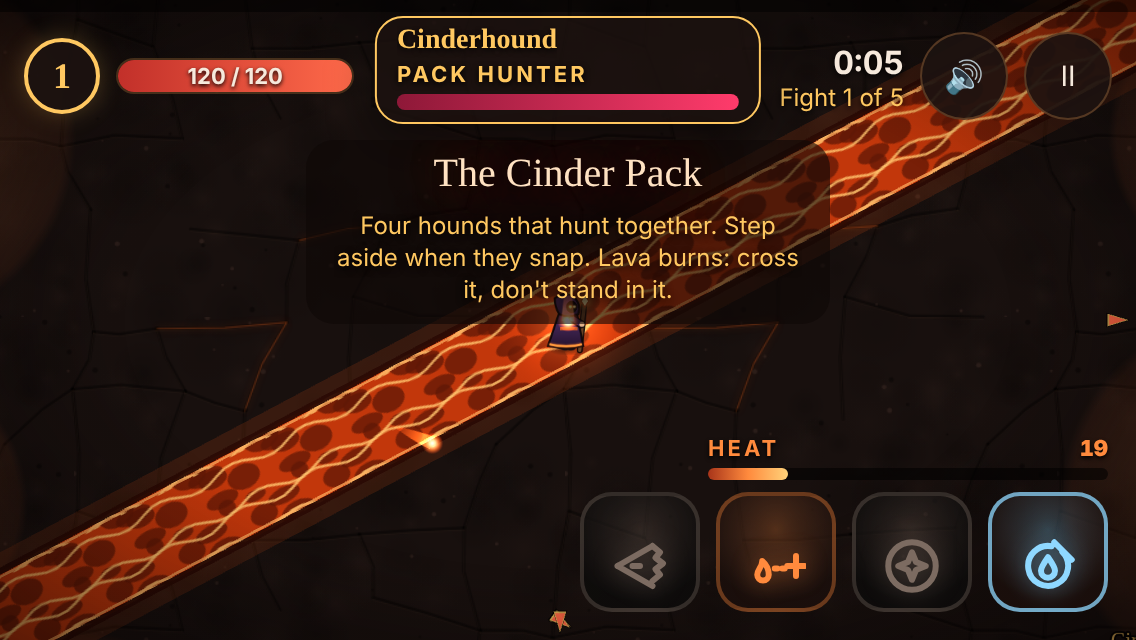 1
120 / 120
Cinderhound
PACK HUNTER
0:05
Fight 1 of 5
The Cinder Pack
Four hounds that hunt together. Step
aside when they snap. Lava burns: cross
it, don't stand in it.
HEAT
19